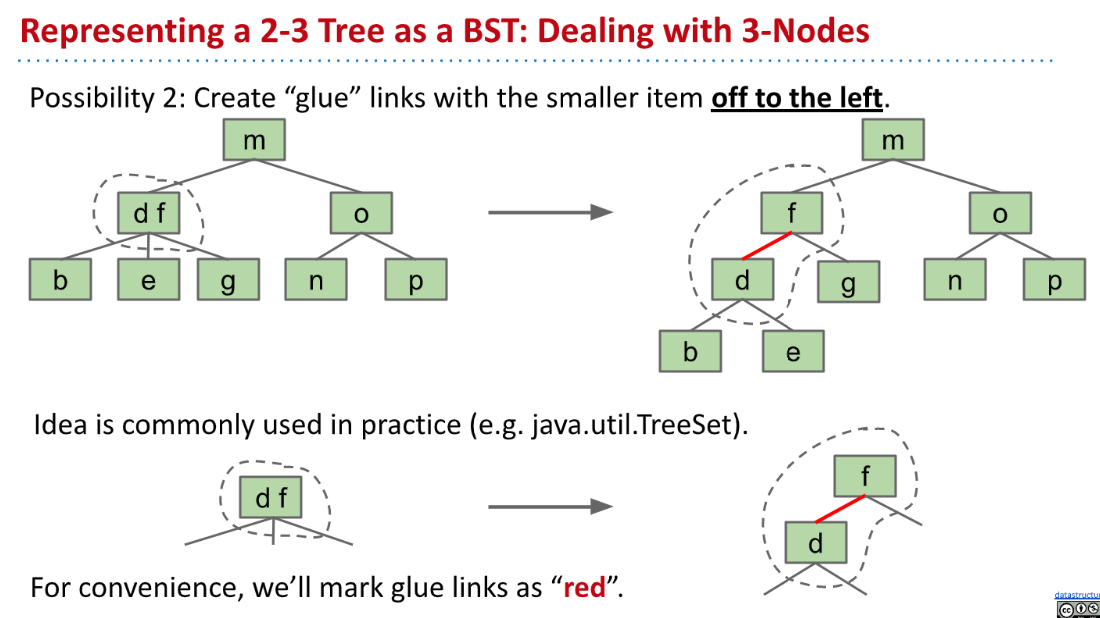 Representing a 2-3 Tree as a BST: Dealing with 3-Nodes
Possibility 2: Create “glue” links with the smaller item off to the left.
m
m
d f
o
f
o
b
e
g
n
p
d
g
n
p
b
e
Idea is commonly used in practice (e.g. java.util.TreeSet).
d f
f
d
For convenience, we’ll mark glue links as “red”.
datastructu
cc